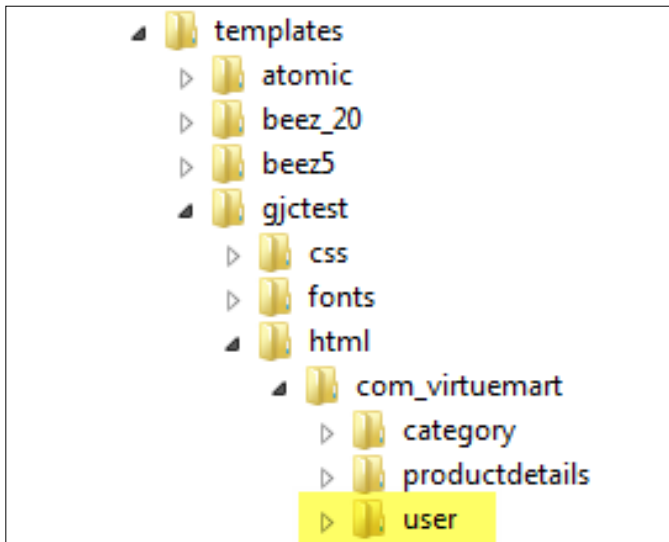 templates
atomic
beez_20
beez5
gjctest
css
fonts
html
com_virtuemart
category
productdetails
user